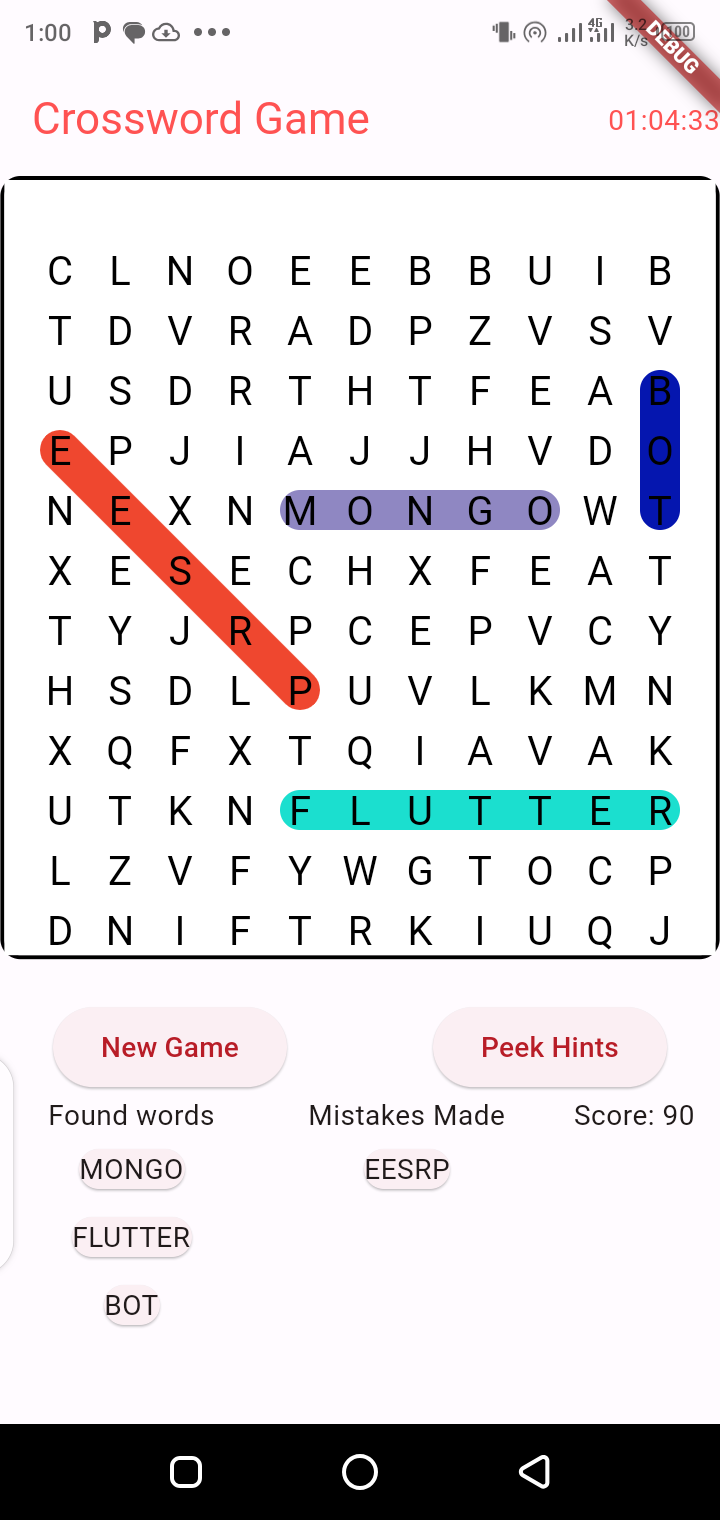 1:00 4G 3.2 K/s 100
DEBUG
Crossword Game 01:04:33
C L N O E E B B U I B
T D V R A D P Z V S V
U S D R T H T F E A B
E P J I A J J H V D O
N E X N M O N G O W T
X E S E C H X F E A T
T Y J R P C E P V C Y
H S D L P U V L K M N
X Q F X T Q I A V A K
U T K N F L U T T E R
L Z V F Y W G T O C P
D N I F T R K I U Q J
New Game Peek Hints
Found words Mistakes Made Score: 90
MONGO EESRP
FLUTTER
BOT